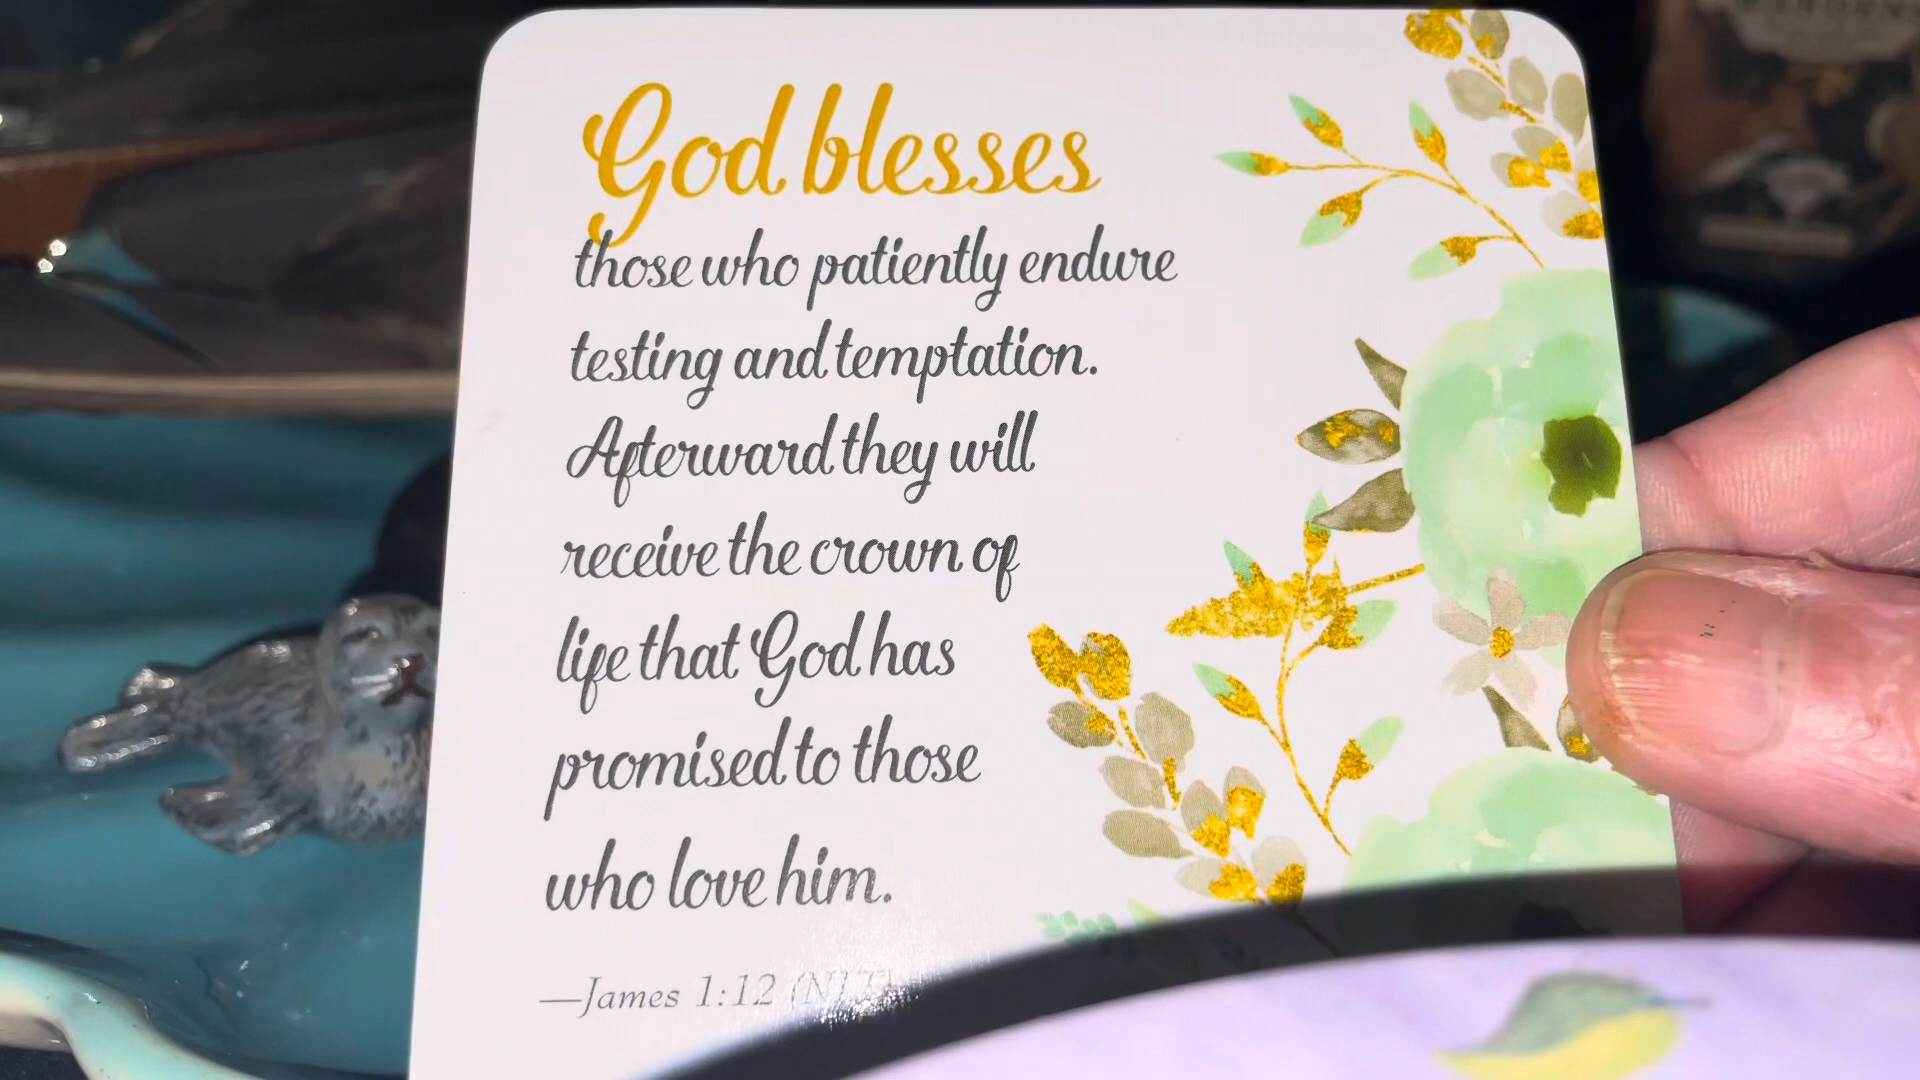 God blesses
those who patiently endure
testing and temptation.
Afterward they will
receive the crown of
life that God has
promised to those
who love him.
—James 1:12 (NLT)